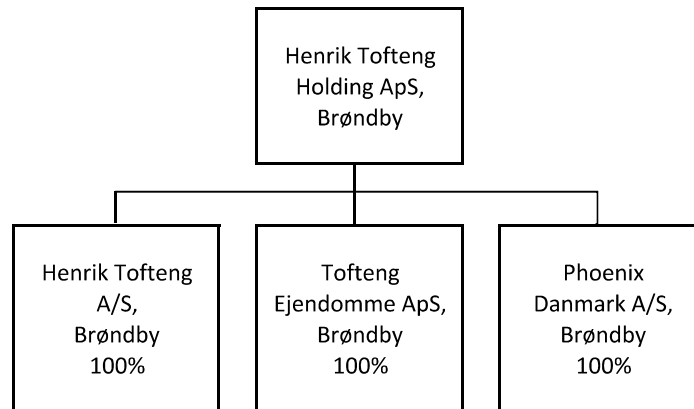 Henrik Tofteng
Holding ApS,
Brøndby
Henrik Tofteng
A/S,
Brøndby
100%
Tofteng
Ejendomme ApS,
Brøndby
100%
Phoenix
Danmark A/S,
Brøndby
100%